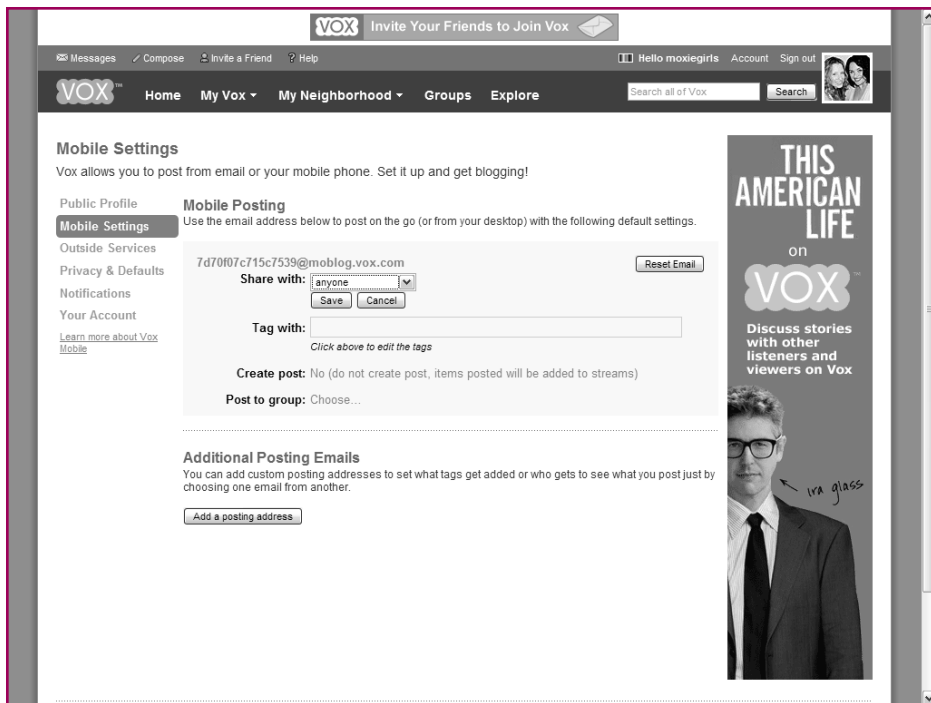 VOX Invite Your Friends to Join Vox
Messages Compose Invite a Friend ? Help Hello moxiegirls Account Sign out
VOX™ Home My Vox My Neighborhood Groups Explore Search all of Vox Search
Mobile Settings
Vox allows you to post from email or your mobile phone. Set it up and get blogging!
Public Profile
Mobile Settings
Outside Services
Privacy & Defaults
Notifications
Your Account
Learn more about Vox
Mobile
Mobile Posting
Use the email address below to post on the go (or from your desktop) with the following default settings.
7d70f07c715c7539@moblog.vox.com Reset Email
Share with: anyone
Save Cancel
Tag with:
Click above to edit the tags
Create post: No (do not create post, items posted will be added to streams)
Post to group: Choose...
Additional Posting Emails
You can add custom posting addresses to set what tags get added or who gets to see what you post just by
choosing one email from another.
Add a posting address
THIS
AMERICAN
LIFE
on
VOX™
Discuss stories
with other
listeners and
viewers on Vox
ira glass